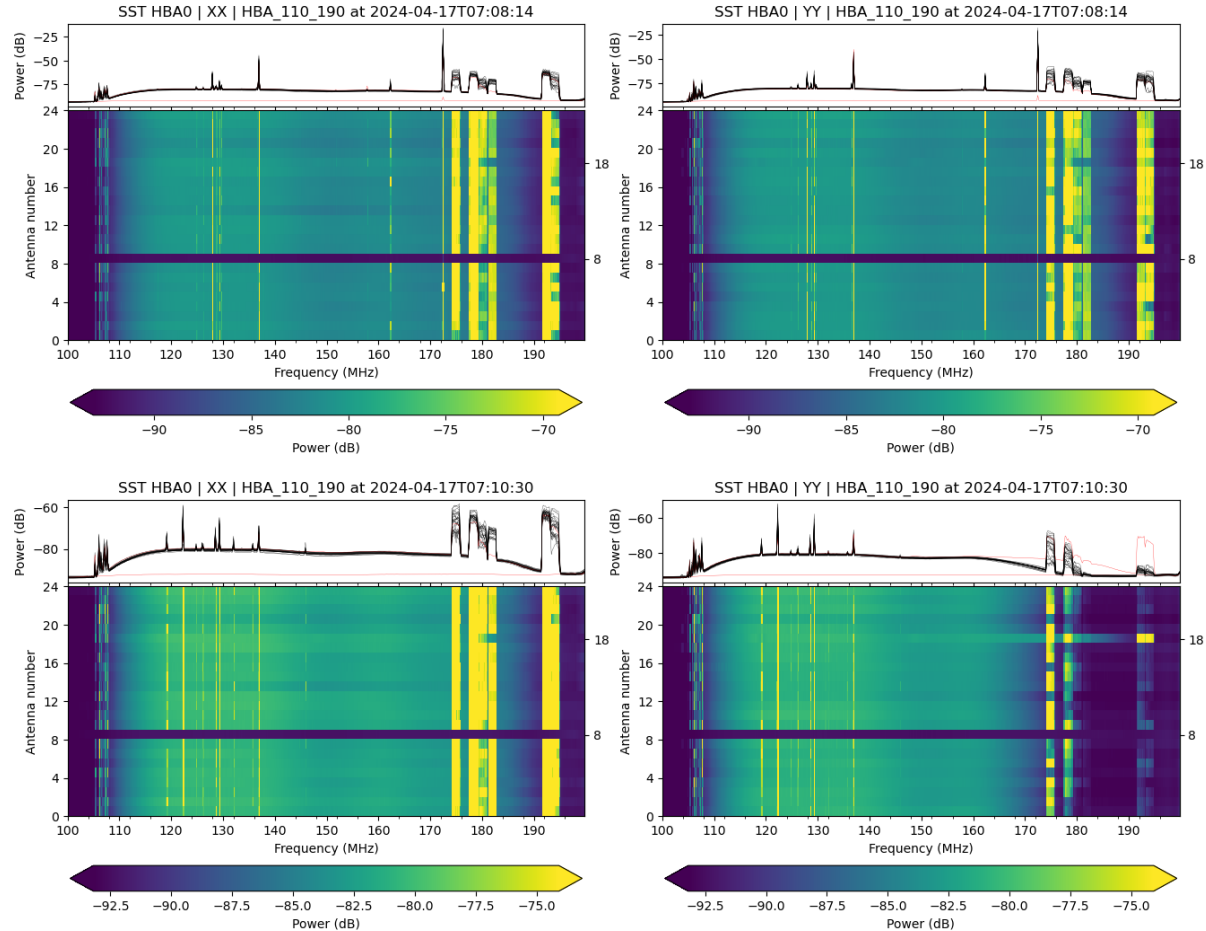 SST HBA0 | XX | HBA_110_190 at 2024-04-17T07:08:14
Power (dB)
−25
−50
−75
Antenna number
24
20
16
12
8
4
0
18
8
100 110 120 130 140 150 160 170 180 190
Frequency (MHz)
−90 −85 −80 −75 −70
Power (dB)
SST HBA0 | YY | HBA_110_190 at 2024-04-17T07:08:14
Power (dB)
−25
−50
−75
Antenna number
24
20
16
12
8
4
0
18
8
100 110 120 130 140 150 160 170 180 190
Frequency (MHz)
−90 −85 −80 −75 −70
Power (dB)
SST HBA0 | XX | HBA_110_190 at 2024-04-17T07:10:30
Power (dB)
−60
−80
Antenna number
24
20
16
12
8
4
0
18
8
100 110 120 130 140 150 160 170 180 190
Frequency (MHz)
−92.5 −90.0 −87.5 −85.0 −82.5 −80.0 −77.5 −75.0
Power (dB)
SST HBA0 | YY | HBA_110_190 at 2024-04-17T07:10:30
Power (dB)
−60
−80
Antenna number
24
20
16
12
8
4
0
18
8
100 110 120 130 140 150 160 170 180 190
Frequency (MHz)
−92.5 −90.0 −87.5 −85.0 −82.5 −80.0 −77.5 −75.0
Power (dB)